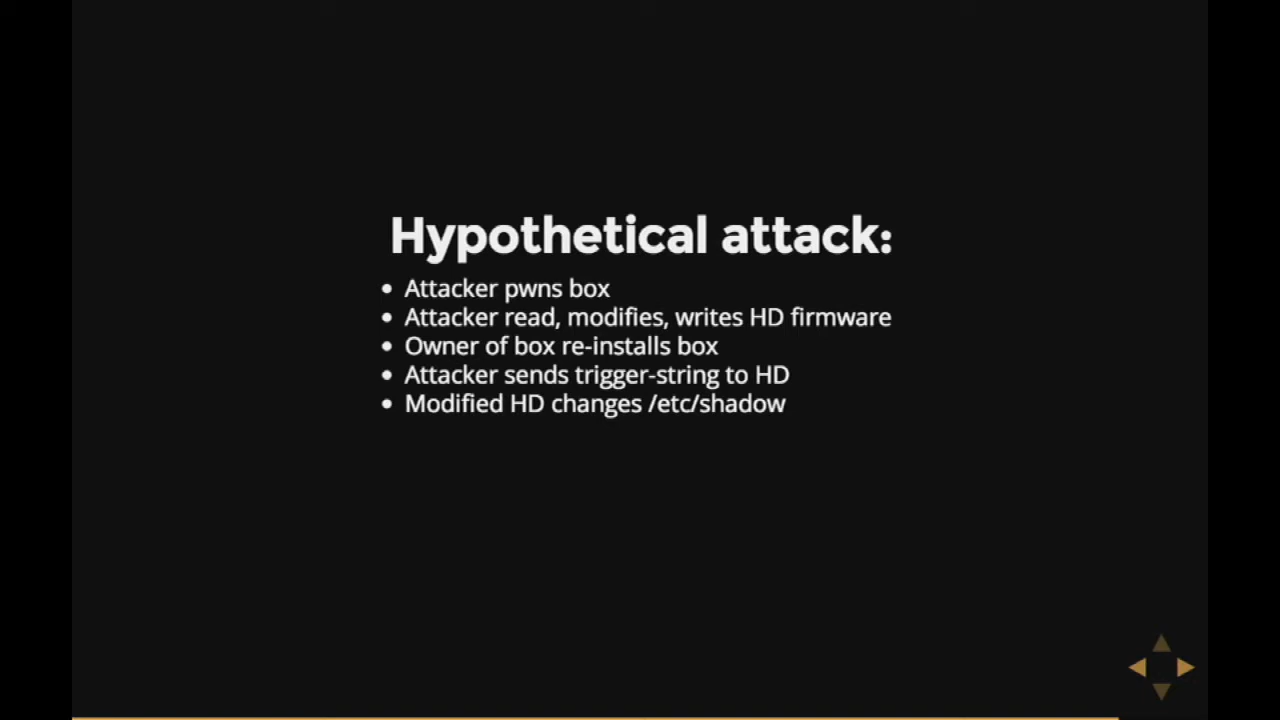 Hypothetical attack:
• Attacker pwns box
• Attacker read, modifies, writes HD firmware
• Owner of box re-installs box
• Attacker sends trigger-string to HD
• Modified HD changes /etc/shadow